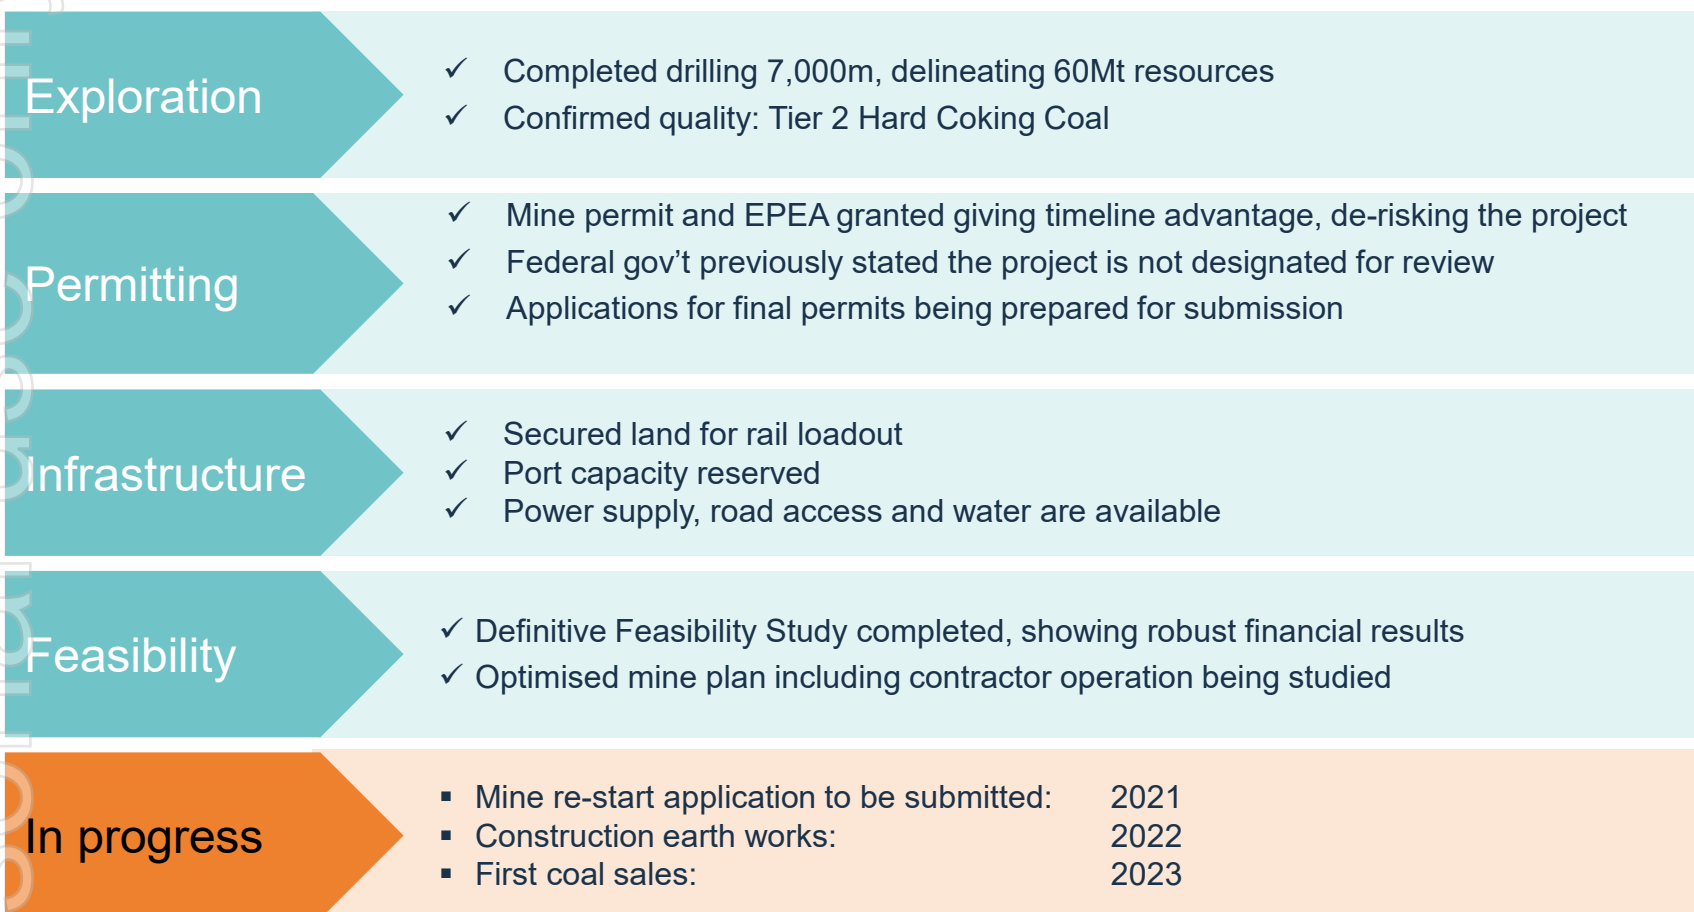 Exploration
✓ Completed drilling 7,000m, delineating 60Mt resources
✓ Confirmed quality: Tier 2 Hard Coking Coal
Permitting
✓ Mine permit and EPEA granted giving timeline advantage, de-risking the project
✓ Federal gov’t previously stated the project is not designated for review
✓ Applications for final permits being prepared for submission
Infrastructure
✓ Secured land for rail loadout
✓ Port capacity reserved
✓ Power supply, road access and water are available
Feasibility
✓ Definitive Feasibility Study completed, showing robust financial results
✓ Optimised mine plan including contractor operation being studied
In progress
▪ Mine re-start application to be submitted: 2021
▪ Construction earth works: 2022
▪ First coal sales: 2023